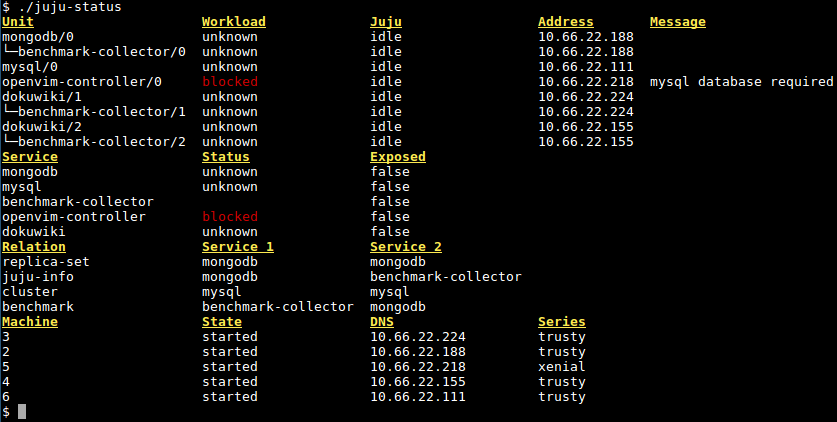 $ ./juju-status
Unit Workload Juju Address Message
mongodb/0 unknown idle 10.66.22.188
└─benchmark-collector/0 unknown idle 10.66.22.188
mysql/0 unknown idle 10.66.22.111
openvim-controller/0 blocked idle 10.66.22.218 mysql database required
dokuwiki/1 unknown idle 10.66.22.224
└─benchmark-collector/1 unknown idle 10.66.22.224
dokuwiki/2 unknown idle 10.66.22.155
└─benchmark-collector/2 unknown idle 10.66.22.155
Service Status Exposed
mongodb unknown false
mysql unknown false
benchmark-collector false
openvim-controller blocked false
dokuwiki unknown false
Relation Service 1 Service 2
replica-set mongodb mongodb
juju-info mongodb benchmark-collector
cluster mysql mysql
benchmark benchmark-collector mongodb
Machine State DNS Series
3 started 10.66.22.224 trusty
2 started 10.66.22.188 trusty
5 started 10.66.22.218 xenial
4 started 10.66.22.155 trusty
6 started 10.66.22.111 trusty
$